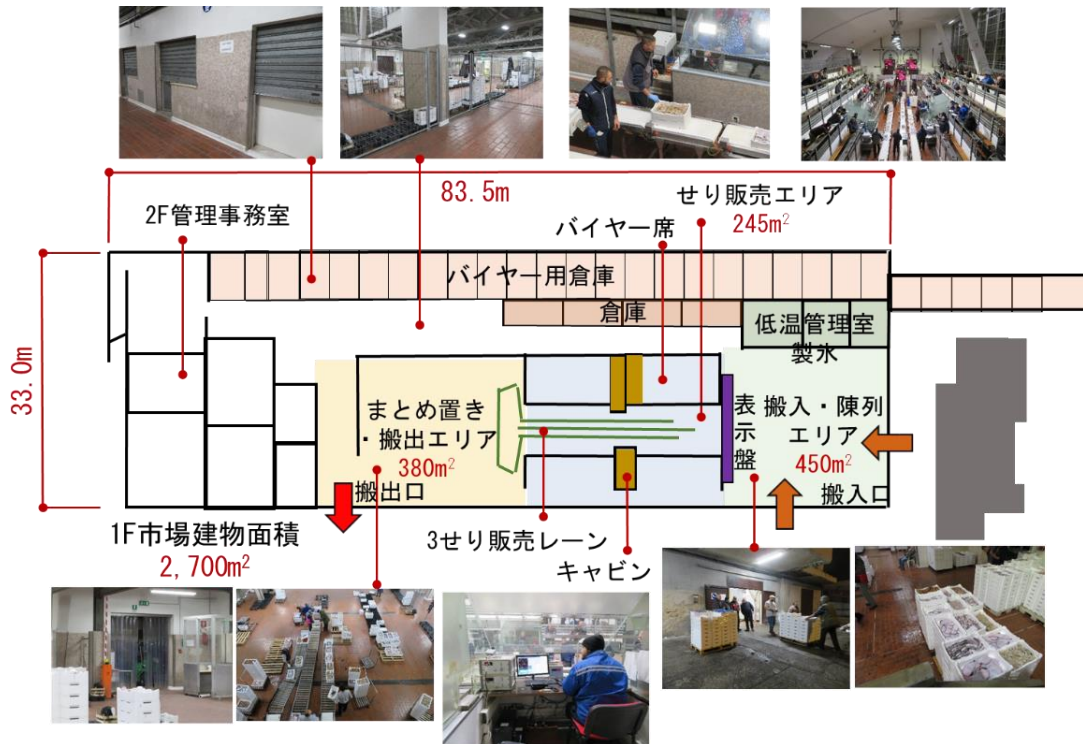 83.5m
せり販売エリア
245m²
2F管理事務室
バイヤー席
バイヤー用倉庫
倉庫
低温管理室
製氷
33.0m
まとめ置き
・搬出エリア
380m²
表示盤
搬入・陳列
エリア
450m²
搬出口
搬入口
1F市場建物面積
2,700m²
3せり販売レーン
キャビン